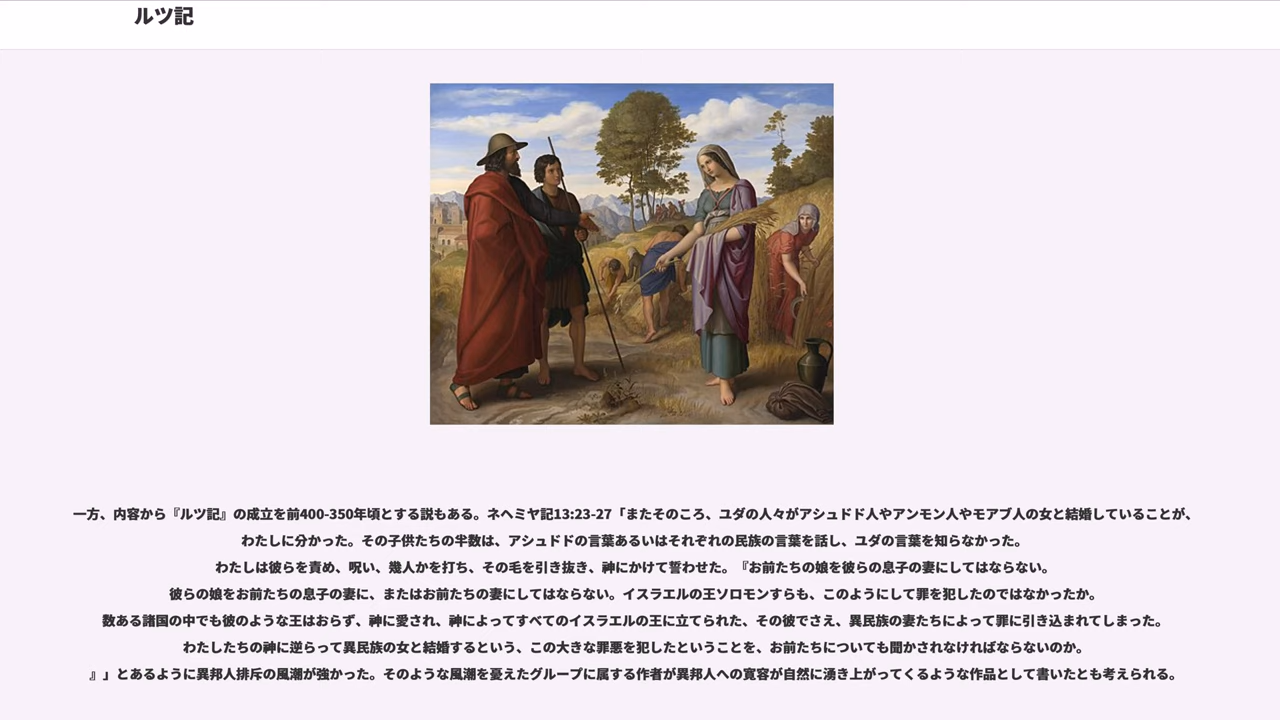 ルツ記
一方、内容から『ルツ記』の成立を前400-350年頃とする説もある。ネヘミヤ記13:23-27「またそのころ、ユダの人々がアシュドド人やアンモン人やモアブ人の女と結婚していることが、
わたしに分かった。その子供たちの半数は、アシュドドの言葉あるいはそれぞれの民族の言葉を話し、ユダの言葉を知らなかった。
わたしは彼らを責め、呪い、幾人かを打ち、その毛を引き抜き、神にかけて誓わせた。『お前たちの娘を彼らの息子の妻にしてはならない。
彼らの娘をお前たちの息子の妻に、またはお前たちの妻にしてはならない。イスラエルの王ソロモンすらも、このようにして罪を犯したのではなかったか。
数ある諸国の中でも彼のような王はおらず、神に愛され、神によってすべてのイスラエルの王に立てられた、その彼でさえ、異民族の妻たちによって罪に引き込まれてしまった。
わたしたちの神に逆らって異民族の女と結婚するという、この大きな罪悪を犯したということを、お前たちについても聞かされなければならないのか。
』」とあるように異邦人排斥の風潮が強かった。そのような風潮を憂えたグループに属する作者が異邦人への寛容が自然に湧き上がってくるような作品として書いたとも考えられる。